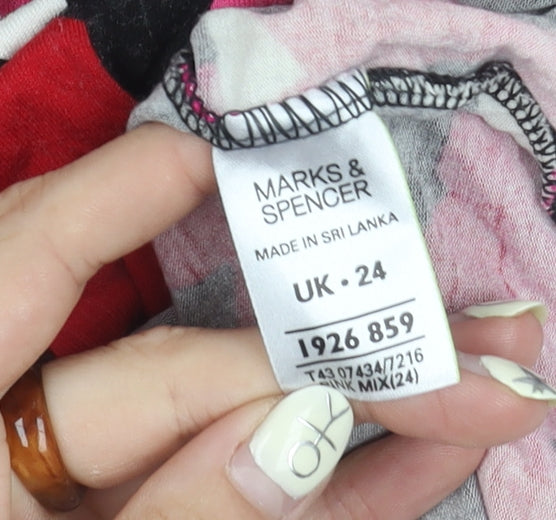 MARKS &
SPENCER
MADE IN SRI LANKA
UK • 24
1926 859
T43 07434/7216
PINK MIX(24)